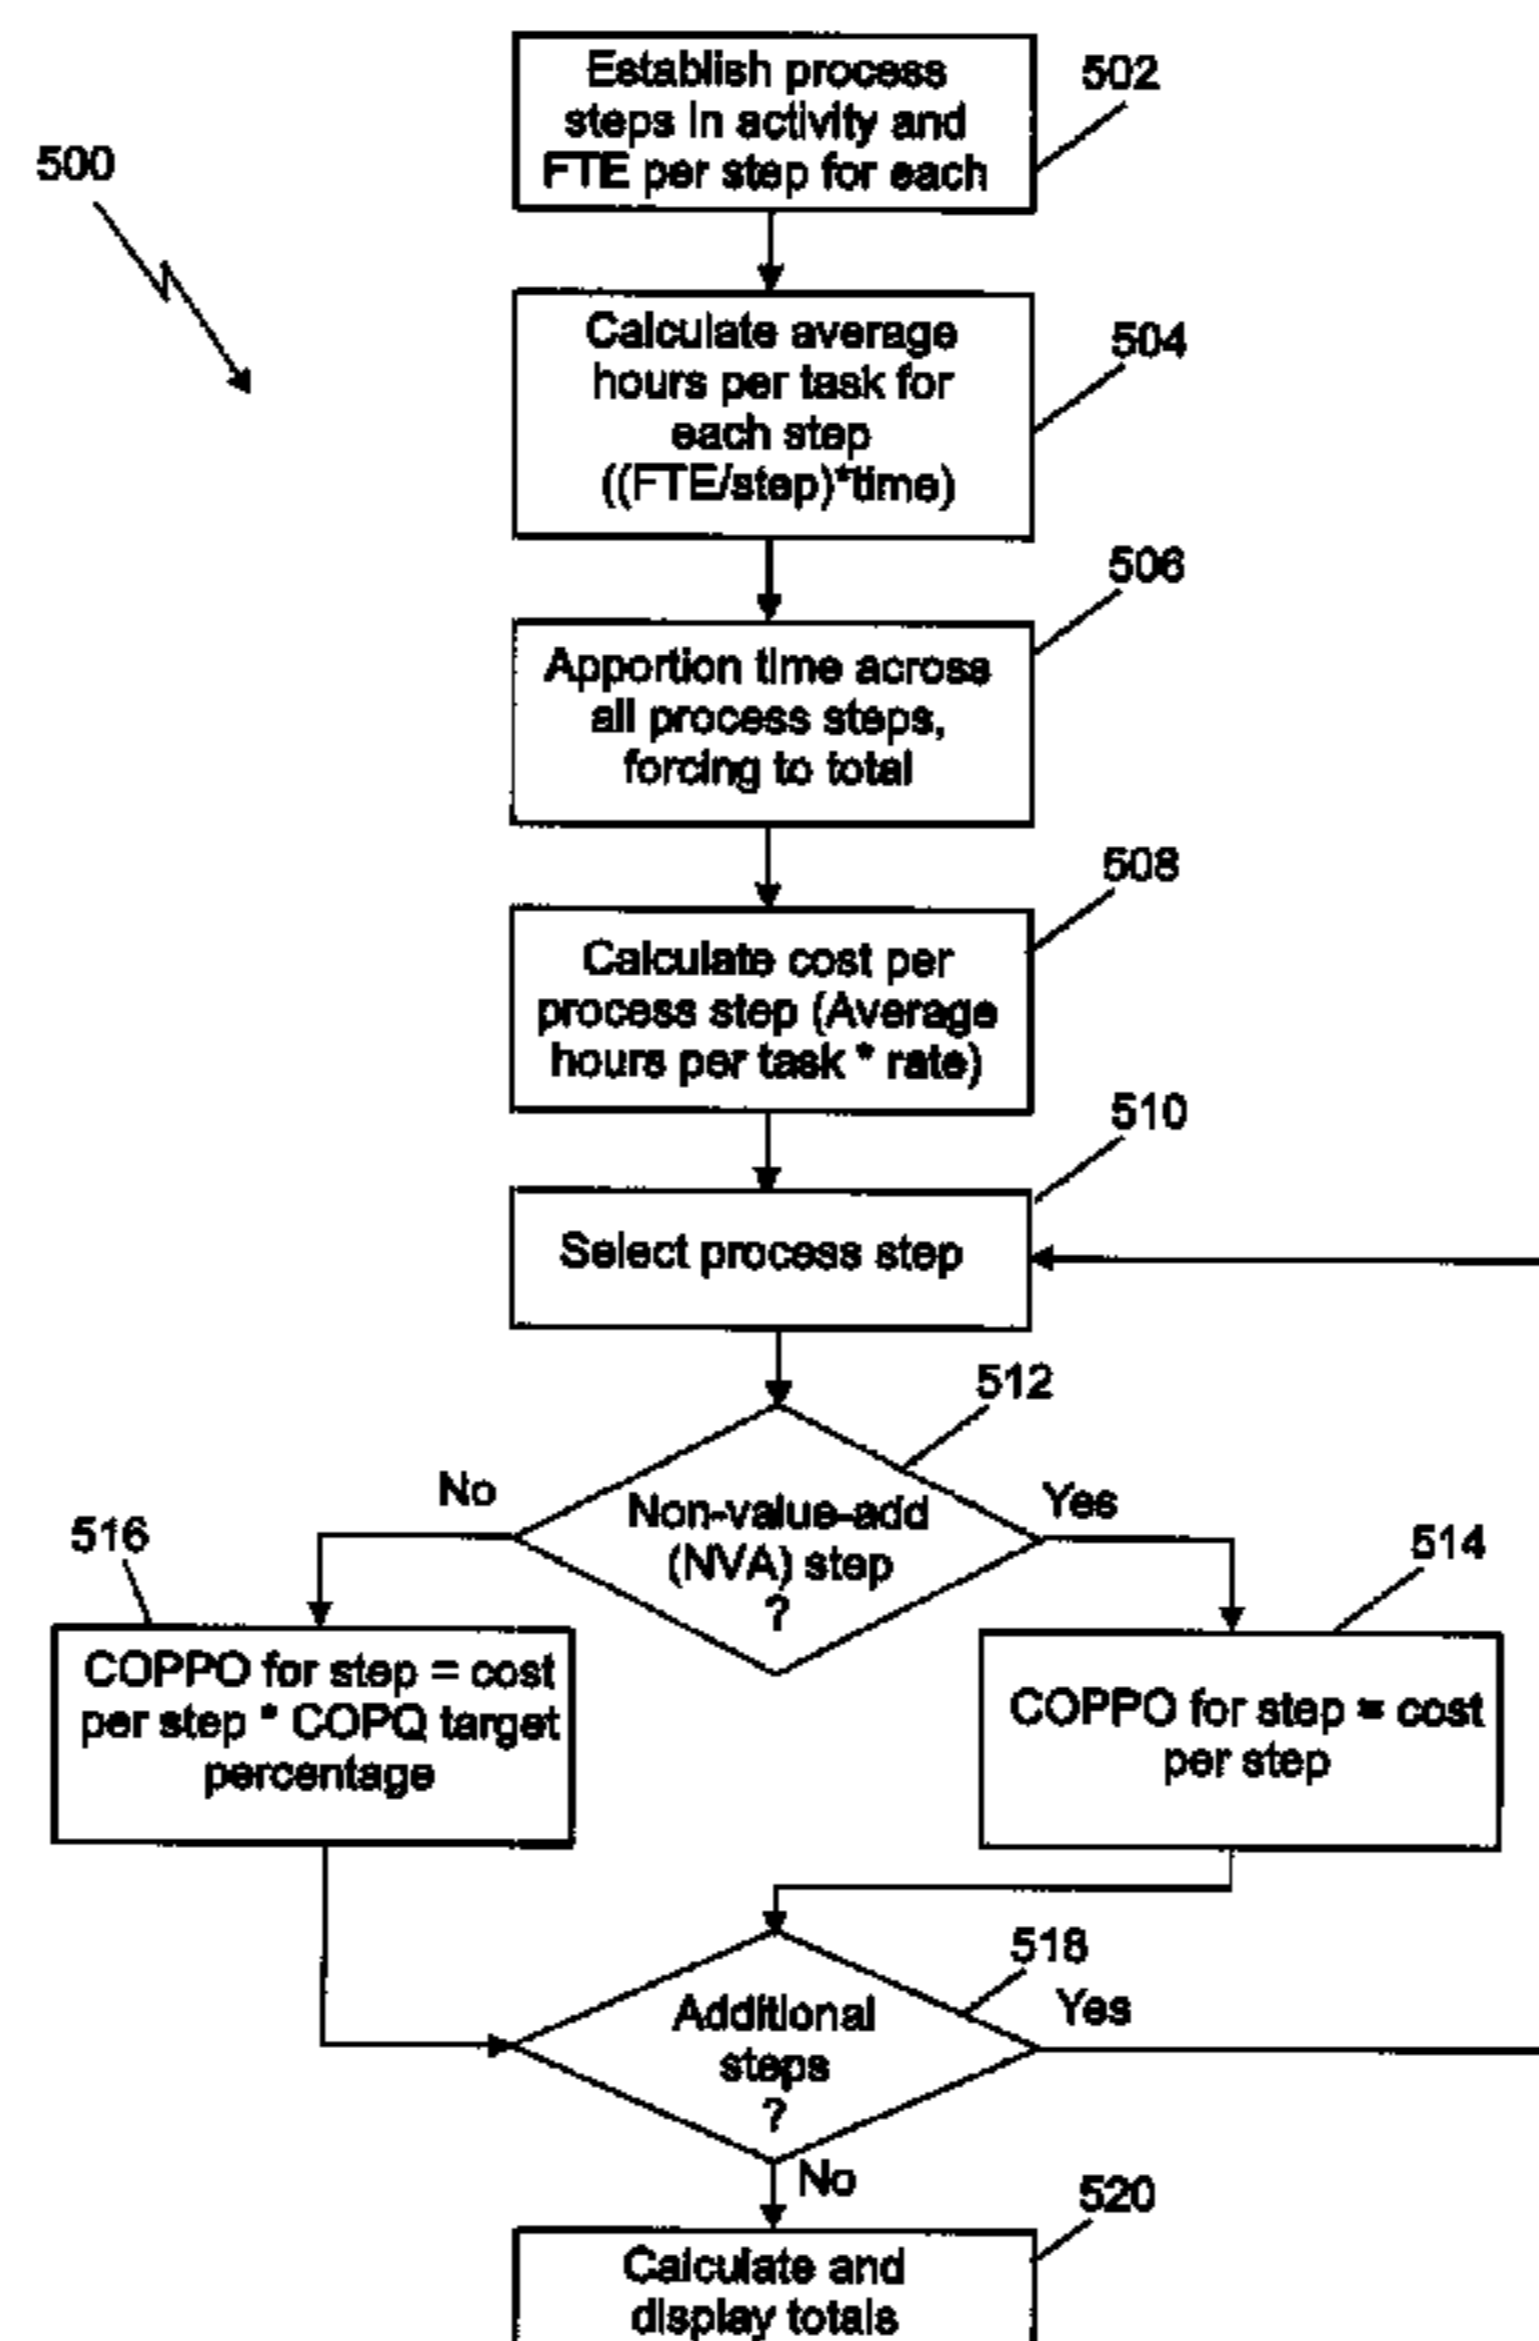 Establish process
steps in activity and
FTE per step for each
502
500
Calculate average
hours per task for
each step
((FTE/step)*time)
504
506
Apportion time across
all process steps,
forcing to total
508
Calculate cost per
process step (Average
hours per task * rate)
510
Select process step
512
No
Non-value-add
(NVA) step
?
Yes
516
514
COPPO for step = cost
per step * COPQ target
percentage
COPPO for step = cost
per step
518
Additional
steps
?
Yes
No
520
Calculate and
display totals